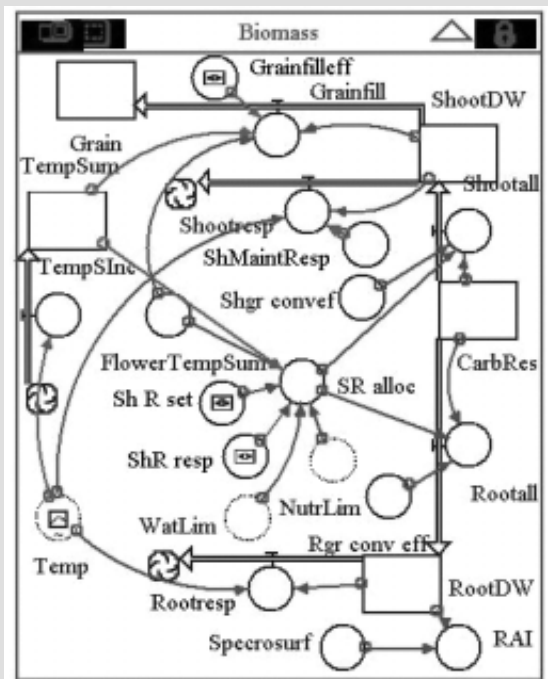 Biomass
Grainfilleff
Grainfill
ShootDW
Grain
TempSum
Shootall
Shootresp
TempSInc
ShMaintResp
Shgr convef
FlowerTempSum
SR alloc
CarbRes
Sh R set
ShR resp
Rootall
NutrLim
WatLim
Rgr conv eff
Temp
Rootresp
RootDW
Specrosurf
RAI